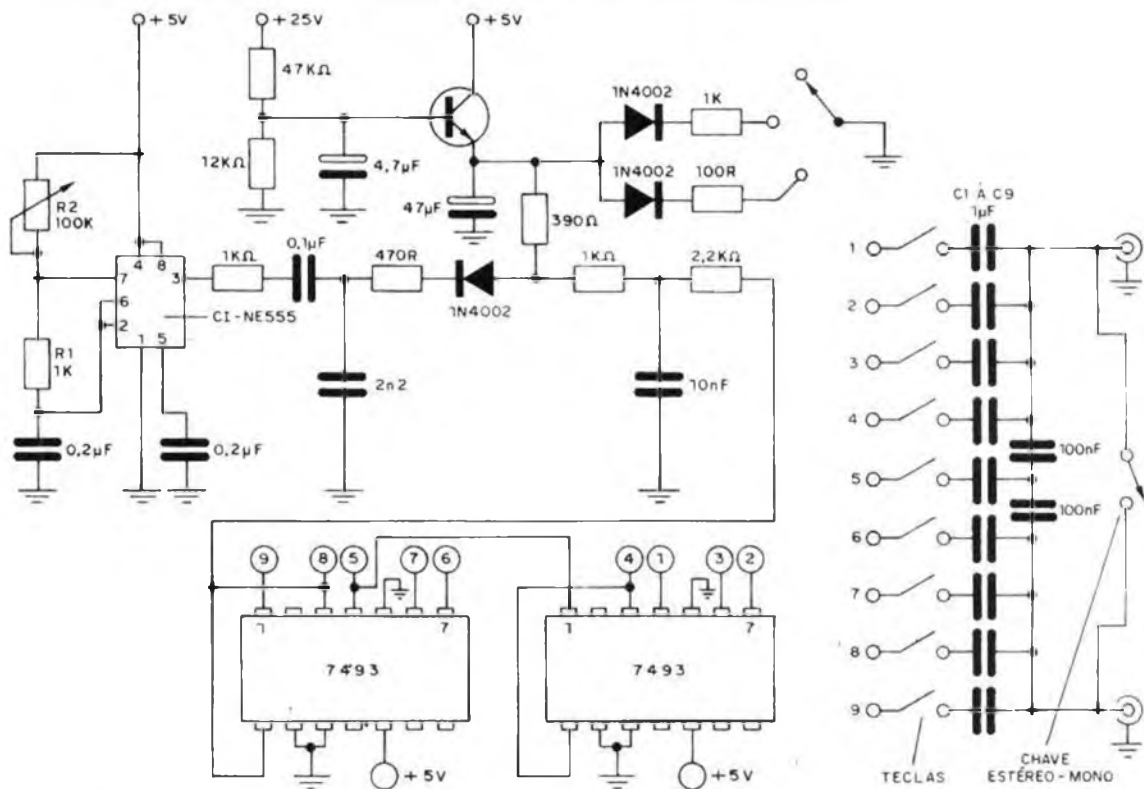 +5V
+25V
+5V
47KΩ
12KΩ
4,7µF
47µF
1N4002
1K
1N4002
100R
390Ω
R2
100K
4 8
7
3
6
2
1 5
CI-NE555
1KΩ
0,1µF
470R
1N4002
1KΩ
2,2KΩ
R1
1K
0,2µF
0,2µF
2n2
10nF
9
8
5
7
6
4
1
3
2
1
7
7493
1
7
7493
+5V
+5V
C1 À C9
1µF
1
2
3
4
5
6
7
8
9
100nF
100nF
TECLAS
CHAVE
ESTÉREO-MONO